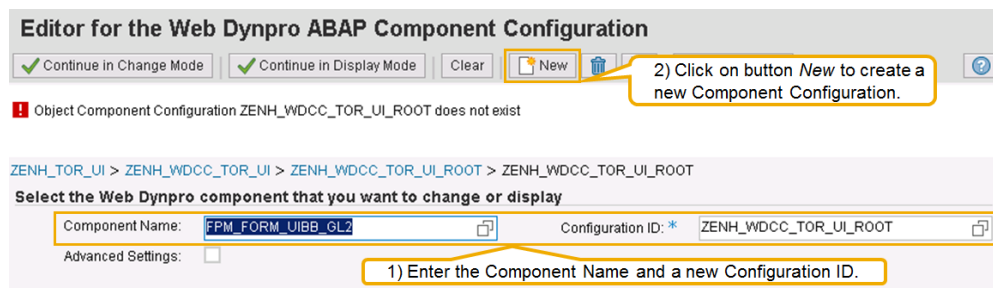 Editor for the Web Dynpro ABAP Component Configuration
Continue in Change Mode Continue in Display Mode Clear New
2) Click on button New to create a
new Component Configuration.
Object Component Configuration ZENH_WDCC_TOR_UI_ROOT does not exist
ZENH_TOR_UI > ZENH_WDCC_TOR_UI > ZENH_WDCC_TOR_UI_ROOT > ZENH_WDCC_TOR_UI_ROOT
Select the Web Dynpro component that you want to change or display
Component Name: FPM_FORM_UIBB_GL2 Configuration ID: * ZENH_WDCC_TOR_UI_ROOT
Advanced Settings:
1) Enter the Component Name and a new Configuration ID.